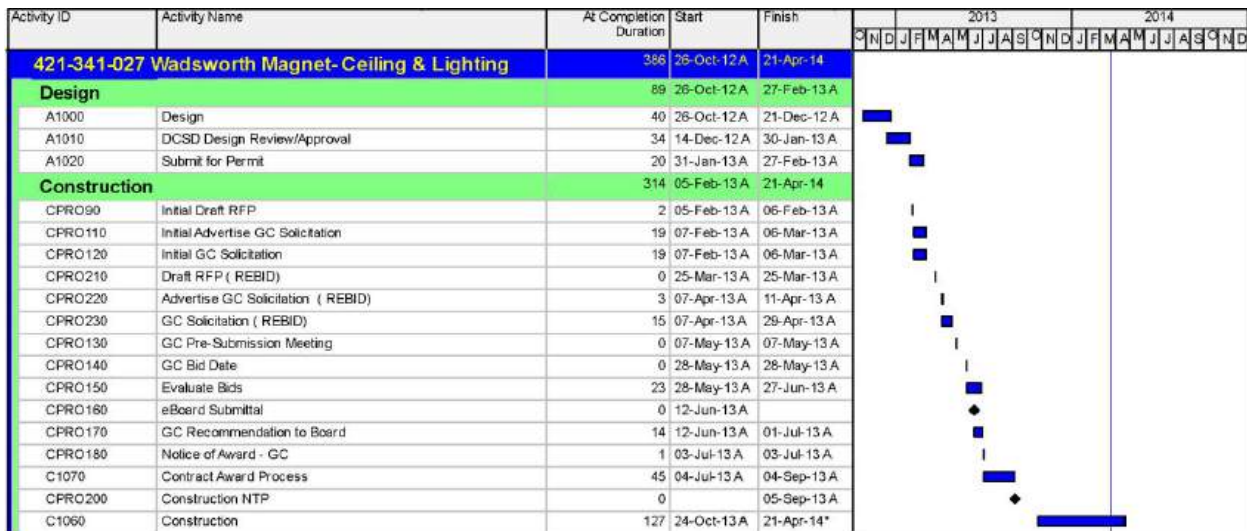 Activity ID Activity Name At Completion Duration Start Finish 2013 2014
O N D J F M A M J J A S O N D J F M A M J J A S O N D
421-341-027 Wadsworth Magnet- Ceiling & Lighting 386 26-Oct-12 A 21-Apr-14
Design 89 26-Oct-12 A 27-Feb-13 A
A1000 Design 40 26-Oct-12 A 21-Dec-12 A
A1010 DCSD Design Review/Approval 34 14-Dec-12 A 30-Jan-13 A
A1020 Submit for Permit 20 31-Jan-13 A 27-Feb-13 A
Construction 314 05-Feb-13 A 21-Apr-14
CPRO90 Initial Draft RFP 2 05-Feb-13 A 06-Feb-13 A
CPRO110 Initial Advertise GC Solicitation 19 07-Feb-13 A 06-Mar-13 A
CPRO120 Initial GC Solicitation 19 07-Feb-13 A 06-Mar-13 A
CPRO210 Draft RFP ( REBID) 0 25-Mar-13 A 25-Mar-13 A
CPRO220 Advertise GC Solicitation ( REBID) 3 07-Apr-13 A 11-Apr-13 A
CPRO230 GC Solicitation ( REBID) 15 07-Apr-13 A 29-Apr-13 A
CPRO130 GC Pre-Submission Meeting 0 07-May-13 A 07-May-13 A
CPRO140 GC Bid Date 0 28-May-13 A 28-May-13 A
CPRO150 Evaluate Bids 23 28-May-13 A 27-Jun-13 A
CPRO160 eBoard Submittal 0 12-Jun-13 A
CPRO170 GC Recommendation to Board 14 12-Jun-13 A 01-Jul-13 A
CPRO180 Notice of Award - GC 1 03-Jul-13 A 03-Jul-13 A
C1070 Contract Award Process 45 04-Jul-13 A 04-Sep-13 A
CPRO200 Construction NTP 0 05-Sep-13 A
C1060 Construction 127 24-Oct-13 A 21-Apr-14*